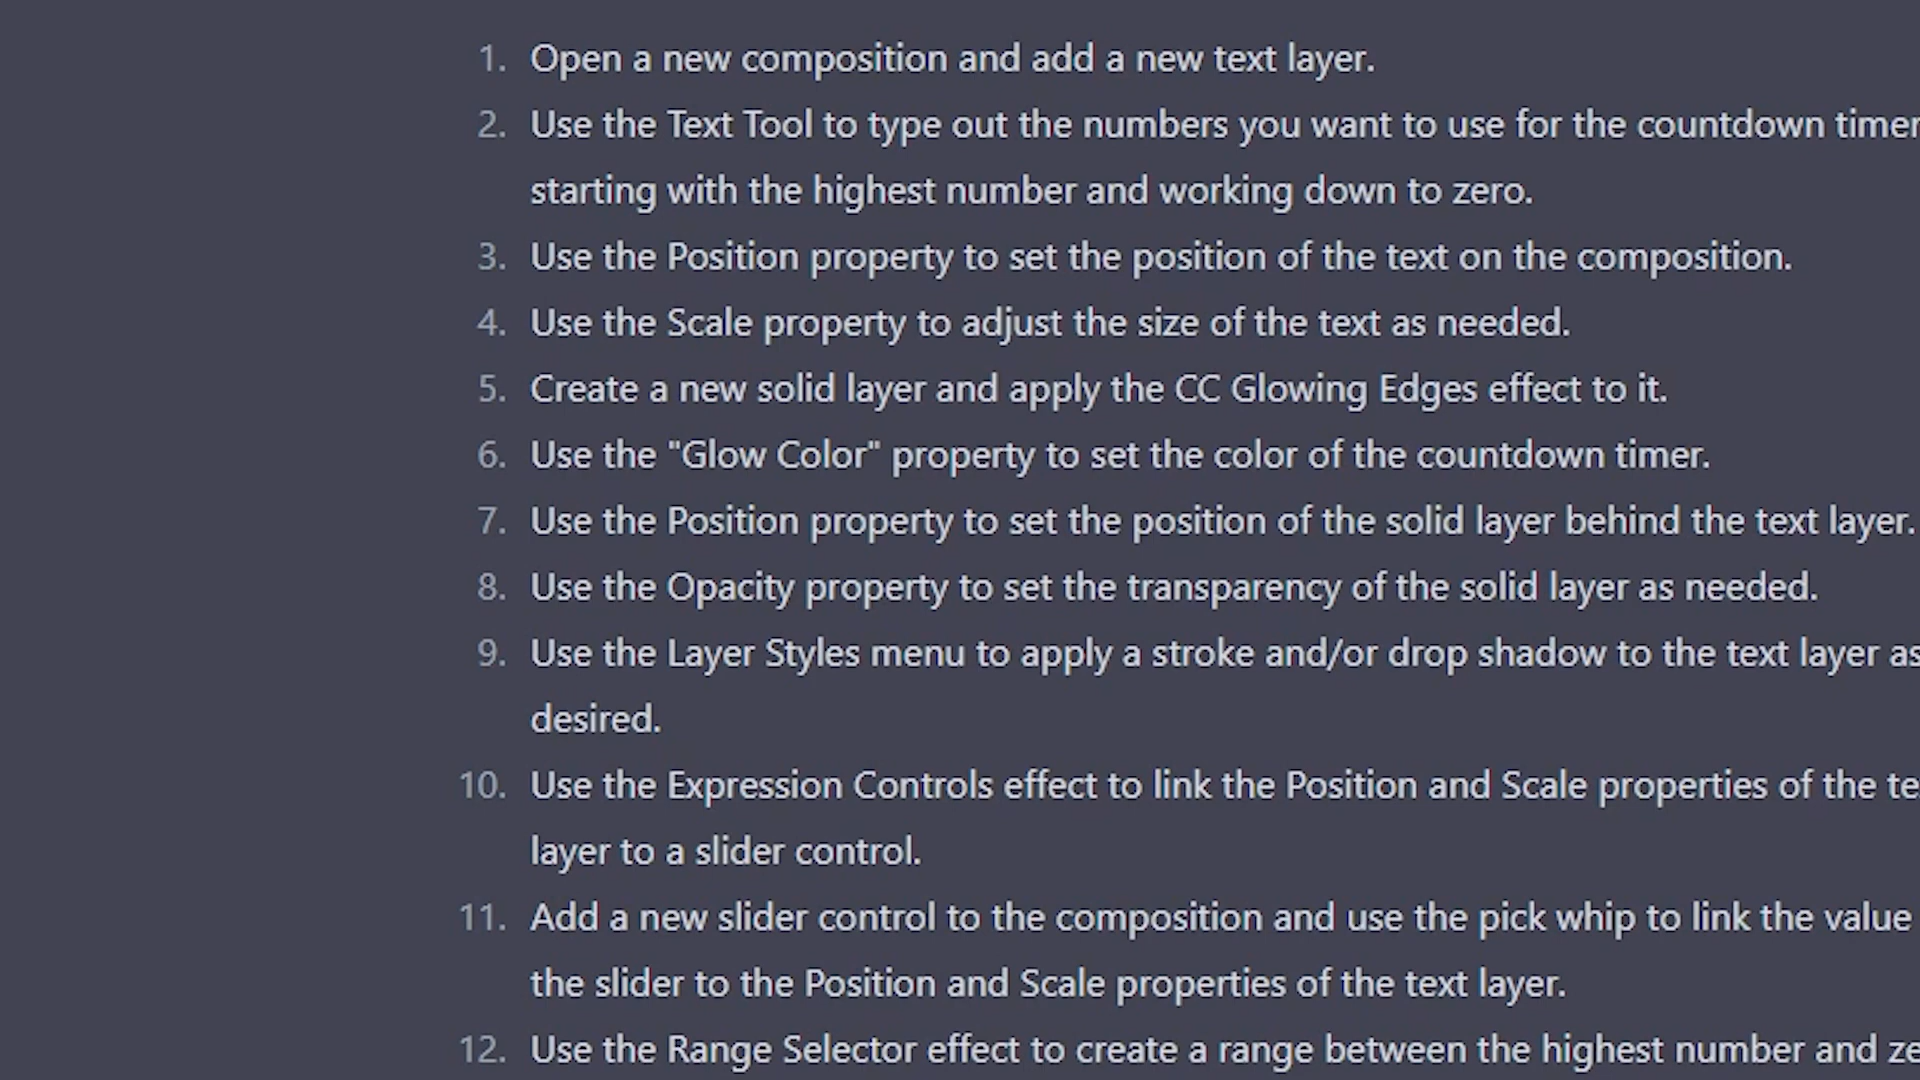 1. Open a new composition and add a new text layer.
2. Use the Text Tool to type out the numbers you want to use for the countdown timer
starting with the highest number and working down to zero.
3. Use the Position property to set the position of the text on the composition.
4. Use the Scale property to adjust the size of the text as needed.
5. Create a new solid layer and apply the CC Glowing Edges effect to it.
6. Use the "Glow Color" property to set the color of the countdown timer.
7. Use the Position property to set the position of the solid layer behind the text layer.
8. Use the Opacity property to set the transparency of the solid layer as needed.
9. Use the Layer Styles menu to apply a stroke and/or drop shadow to the text layer as
desired.
10. Use the Expression Controls effect to link the Position and Scale properties of the
layer to a slider control.
11. Add a new slider control to the composition and use the pick whip to link the value
the slider to the Position and Scale properties of the text layer.
12. Use the Range Selector effect to create a range between the highest number and